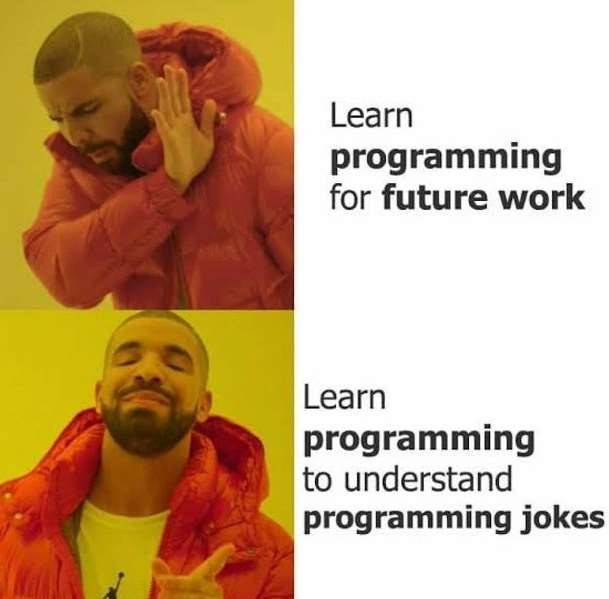 Learn
programming
for future work
Learn
programming
to understand
programming jokes